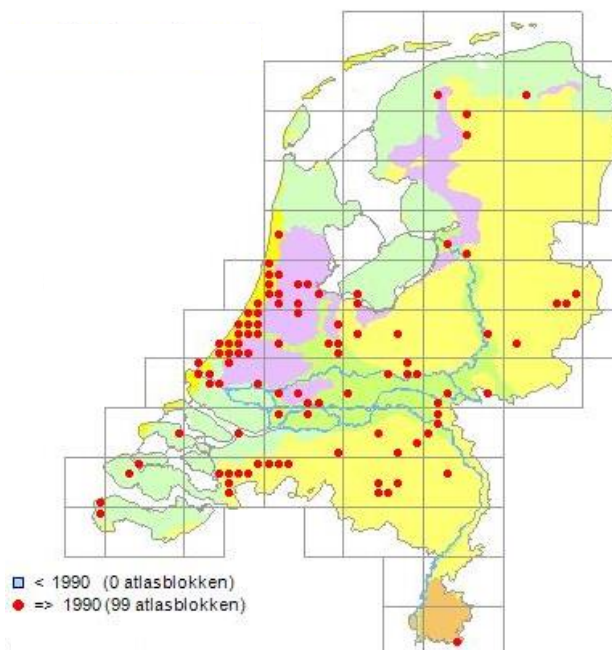 < 1990 (0 atlasblokken)
=> 1990 (99 atlasblokken)